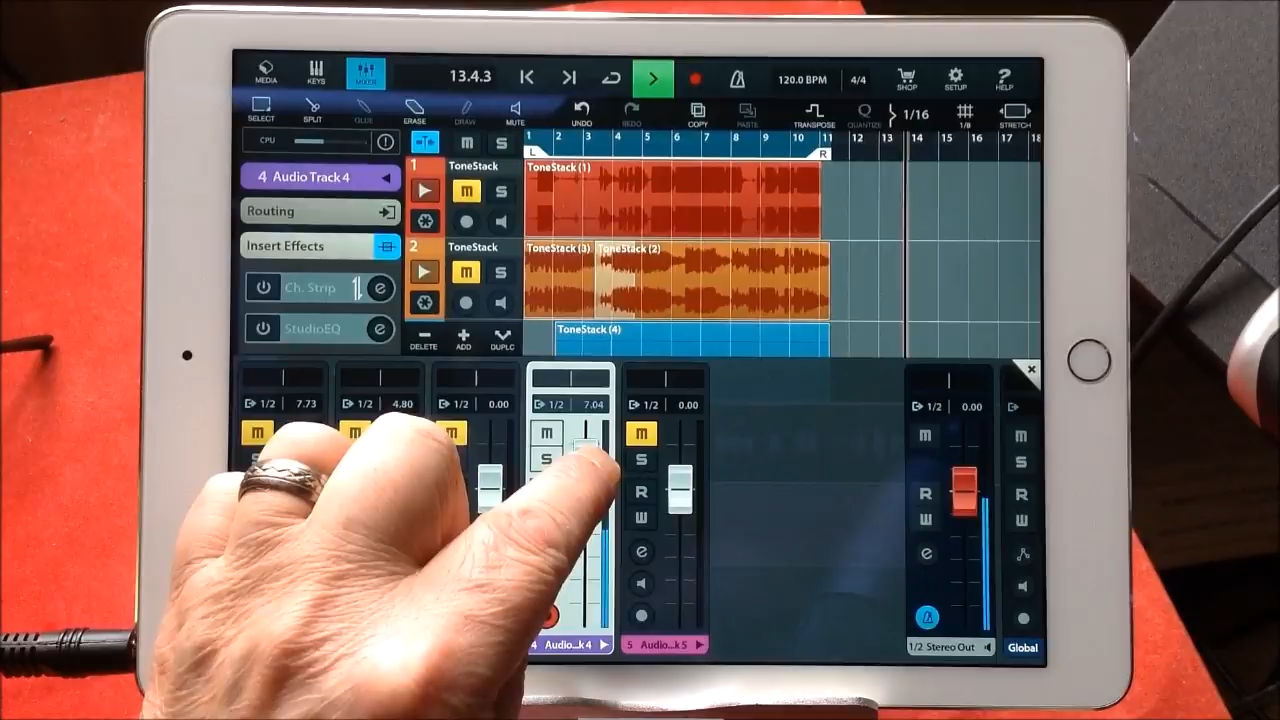 MEDIA KEYS MIXER 13.4.3 120.0 BPM 4/4 SHOP SETUP HELP
SELECT SPLIT GLUE ERASE DRAW MUTE UNDO REDO COPY PASTE TRANSPOSE QUANTIZE 1/16 1/8 STRETCH
CPU m S 1 2 3 4 5 6 7 8 9 10 11 12 13 14 15 16 17 18
L R
4 Audio Track 4 1 ToneStack ToneStack (1)
m S
Routing
Insert Effects 2 ToneStack ToneStack (3) ToneStack (2)
m S
Ch. Strip e
StudioEQ e
DELETE ADD DUPLC ToneStack (4)
1/2 7.73 1/2 4.80 1/2 0.00 1/2 7.04 1/2 0.00 1/2 0.00
m m m m m m
S S S
R R R
W W W
e e
4 Audio...k 4 5 Audio...k 5 1/2 Stereo Out Global